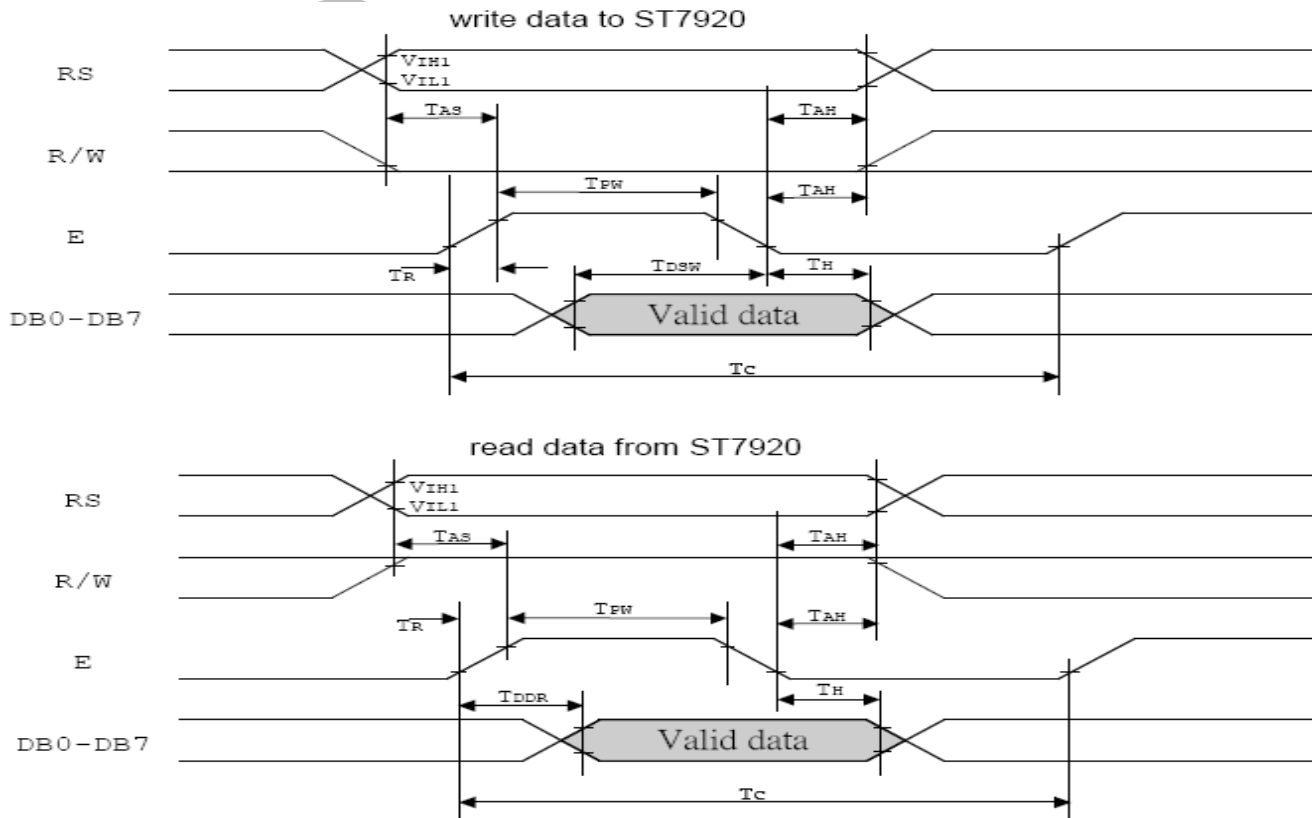 write data to ST7920
RS
VIH1
VIL1
TAS
TAH
R/W
TPW
TAH
E
TR
TDSW
TH
DB0-DB7
Valid data
TC
read data from ST7920
RS
VIH1
VIL1
TAS
TAH
R/W
TR
TPW
TAH
E
TDDR
TH
DB0-DB7
Valid data
TC